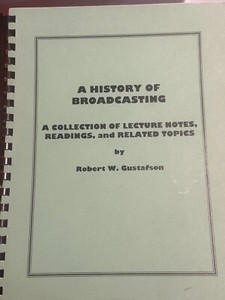 A HISTORY OF
BROADCASTING
A COLLECTION OF LECTURE NOTES,
READINGS, and RELATED TOPICS
by
Robert W. Gustafson